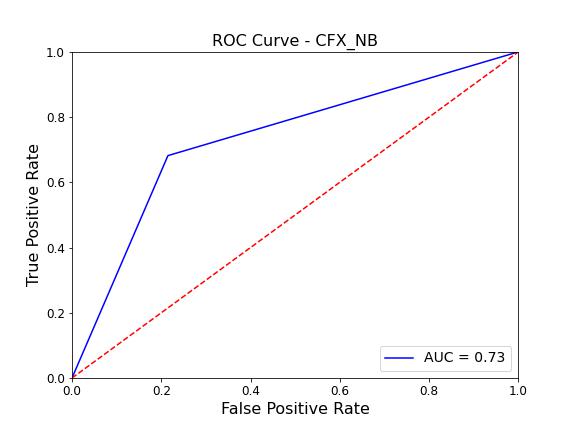 ROC Curve - CFX_NB
1.0
0.8
0.6
0.4
0.2
0.0
True Positive Rate
AUC = 0.73
0.0 0.2 0.4 0.6 0.8 1.0
False Positive Rate